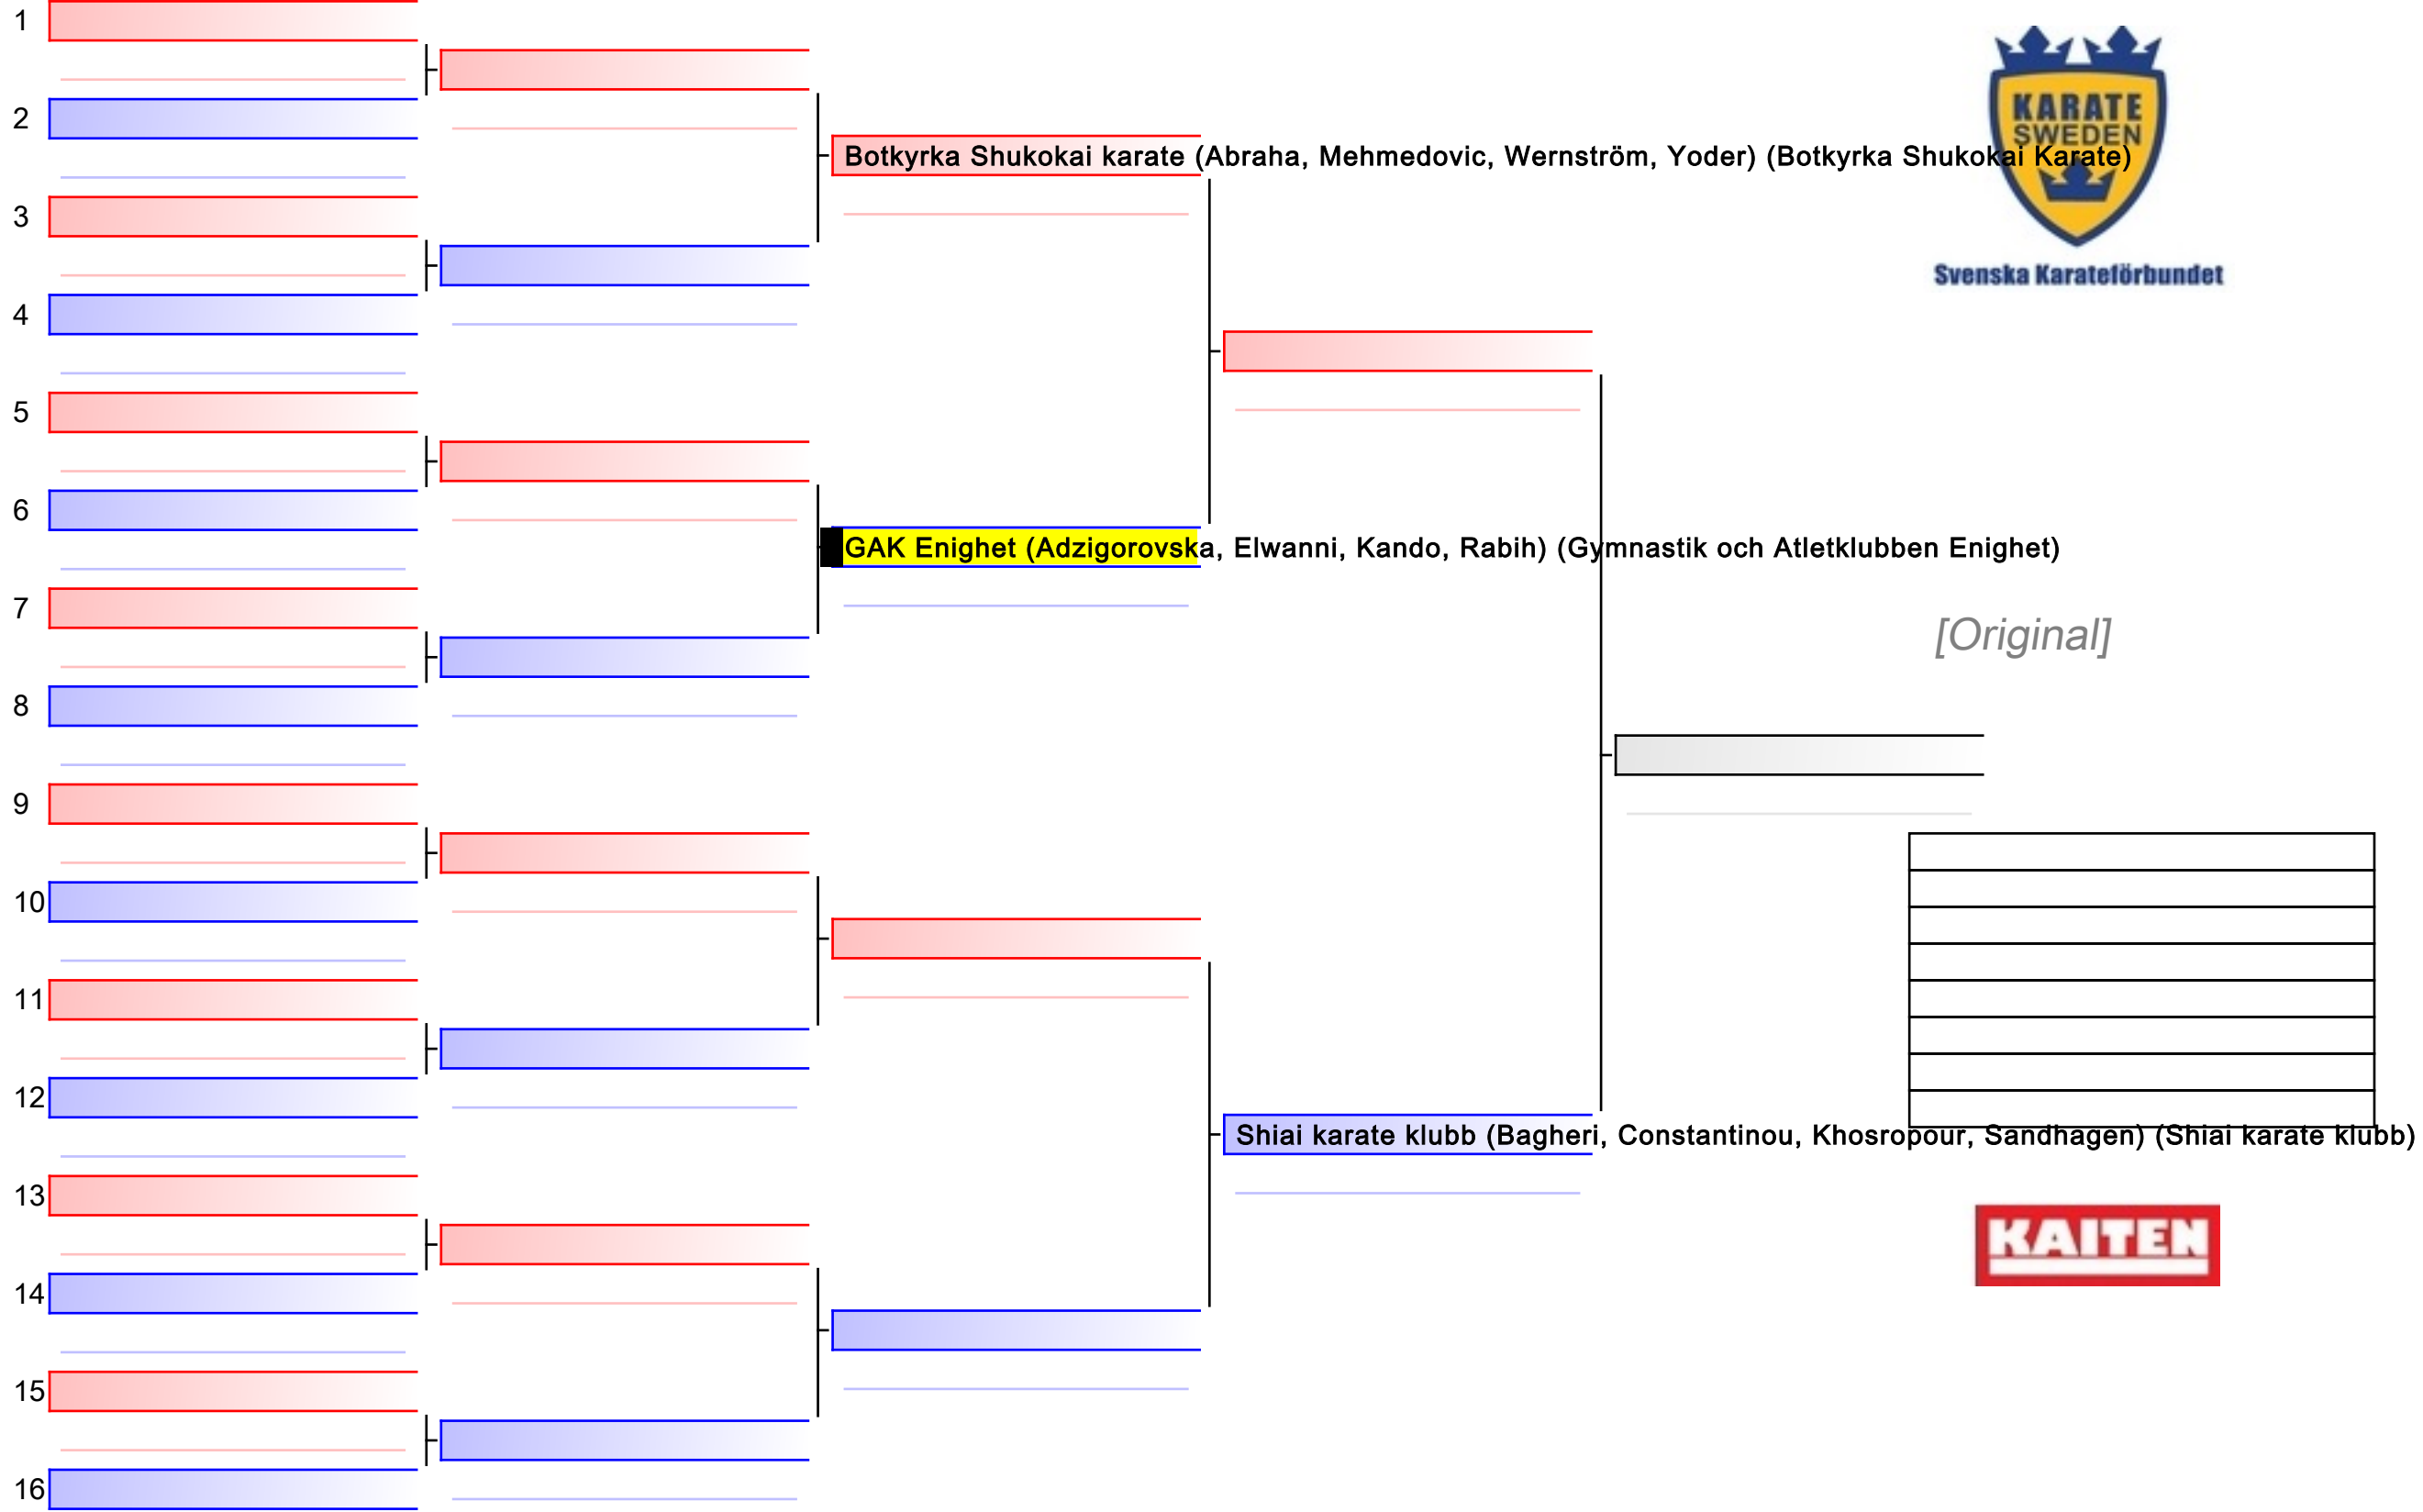 1
2
KARATE
SWEDEN
Botkyrka Shukokai karate (Abraha, Mehmedovic, Wernström, Yoder) (Botkyrka Shukokai Karate)
3
Svenska Karateförbundet
4
5
6
GAK Enighet (Adzigorovska, Elwanni, Kando, Rabih) (Gymnastik och Atletklubben Enighet)
7
[Original]
8
9
10
11
12
Shiai karate klubb (Bagheri, Constantinou, Khosropour, Sandhagen) (Shiai karate klubb)
13
KAITEN
14
15
16